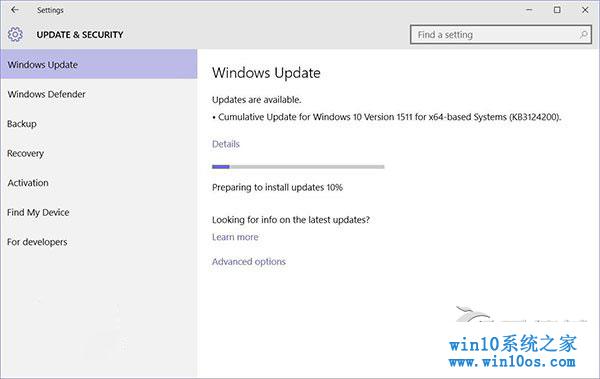 Settings
UPDATE & SECURITY
Find a setting
Windows Update
Windows Defender
Backup
Recovery
Activation
Find My Device
For developers
Windows Update
Updates are available.
• Cumulative Update for Windows 10 Version 1511 for x64-based Systems (KB3124200).
Details
Preparing to install updates 10%
Looking for info on the latest updates?
Learn more
Advanced options
win10系统之家
www.win10os.com